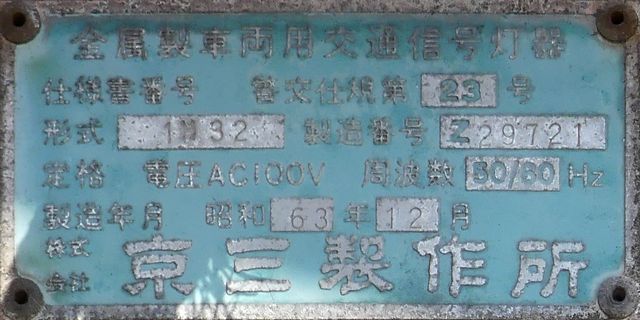 金属製車両用交通信号灯器
仕様書番号 警交仕規第 23 号
形式 1H32 製造番号 Z29721
定格 電圧AC100V 周波数 50/60 Hz
製造年月 昭和 63 年 12 月
株式会社 京三製作所